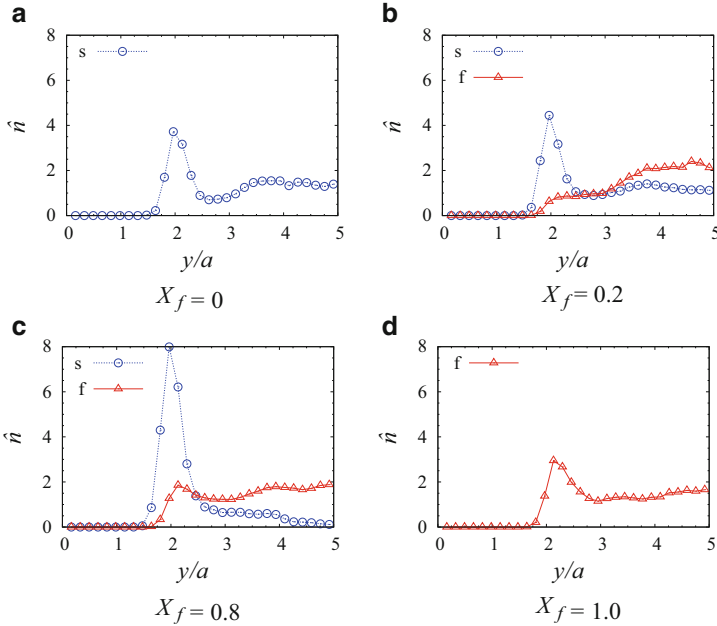 a
b
s
s
f
n̂
n̂
8
6
4
2
0
0 1 2 3 4 5
y/a
X_f = 0
8
6
4
2
0
0 1 2 3 4 5
y/a
X_f = 0.2
c
d
s
f
f
n̂
n̂
8
6
4
2
0
0 1 2 3 4 5
y/a
X_f = 0.8
8
6
4
2
0
0 1 2 3 4 5
y/a
X_f = 1.0